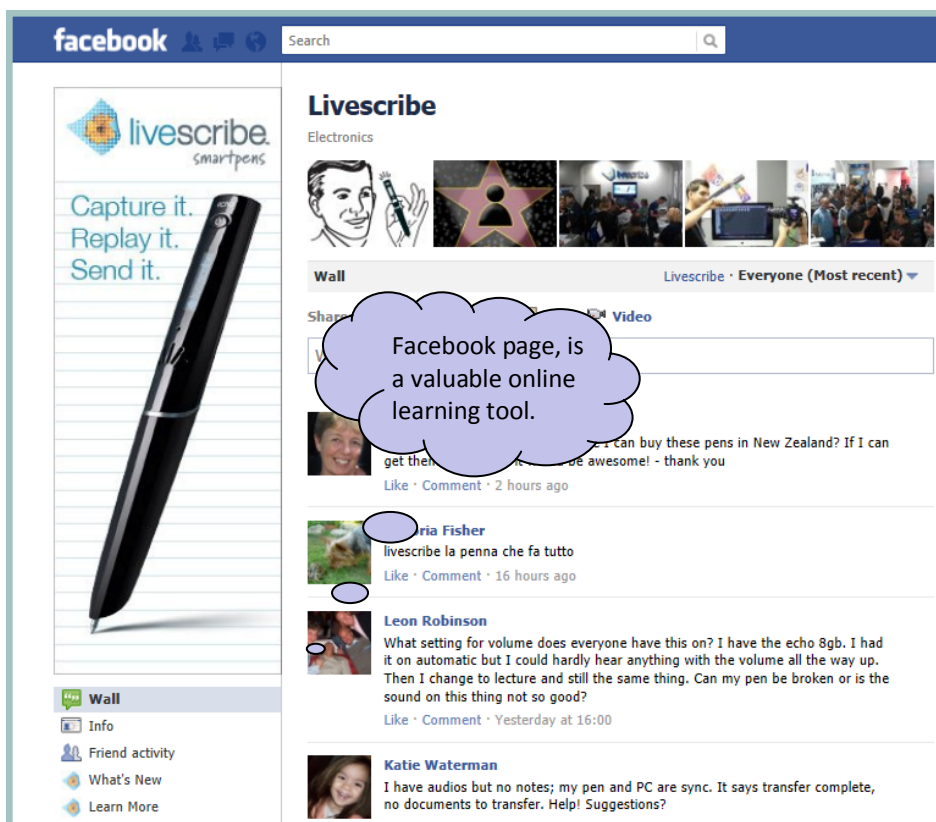 facebook
Search
livescribe
smartpens
Capture it.
Replay it.
Send it.
Wall
Info
Friend activity
What's New
Learn More
Livescribe
Electronics
Wall
Livescribe · Everyone (Most recent)
Video
Facebook page, is
a valuable online
learning tool.
I can buy these pens in New Zealand? If I can
be awesome! - thank you
Like · Comment · 2 hours ago
Fisher
livescribe la penna che fa tutto
Like · Comment · 16 hours ago
Leon Robinson
What setting for volume does everyone have this on? I have the echo 8gb. I had
it on automatic but I could hardly hear anything with the volume all the way up.
Then I change to lecture and still the same thing. Can my pen be broken or is the
sound on this thing not so good?
Like · Comment · Yesterday at 16:00
Katie Waterman
I have audios but no notes; my pen and PC are sync. It says transfer complete,
no documents to transfer. Help! Suggestions?